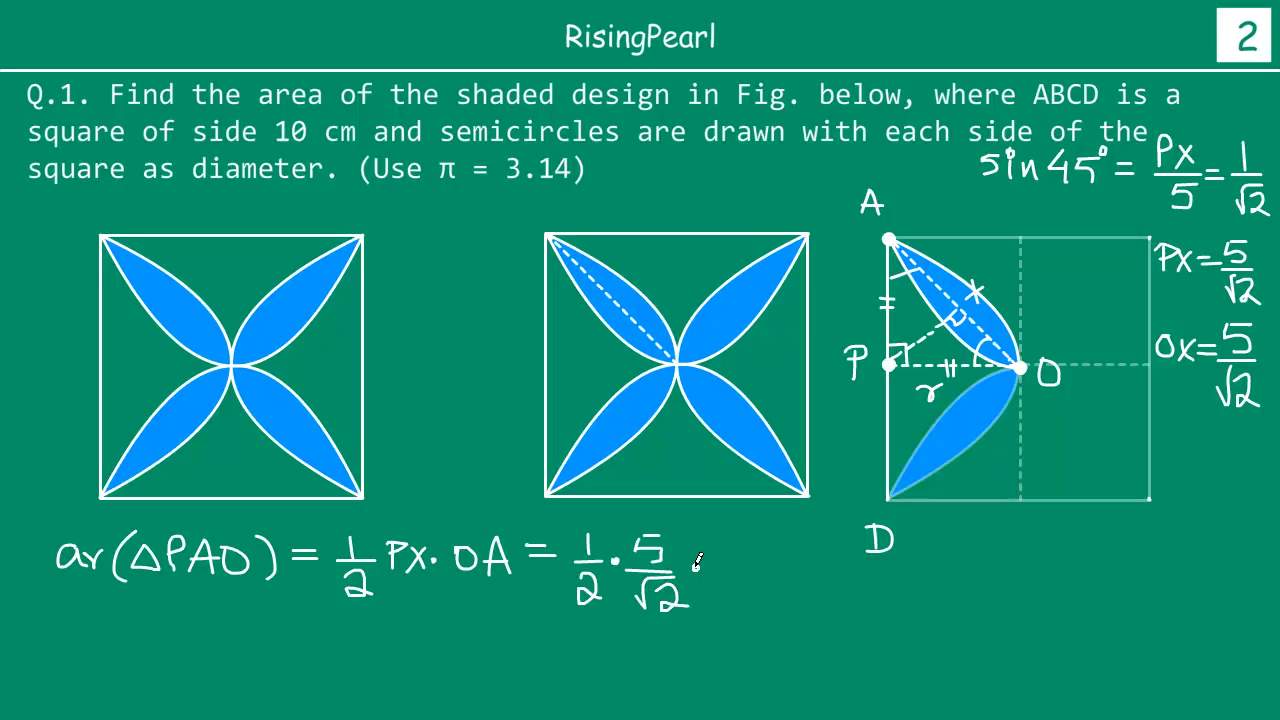 RisingPearl
2
Q.1. Find the area of the shaded design in Fig. below, where ABCD is a
square of side 10 cm and semicircles are drawn with each side of the
square as diameter. (Use π = 3.14)
sin 45° = PX/5 = 1/√2
A
PX = 5/√2
P
r
O
OX = 5/√2
D
ar(△PAO) = 1/2 PX · OA = 1/2 · 5/√2 ·